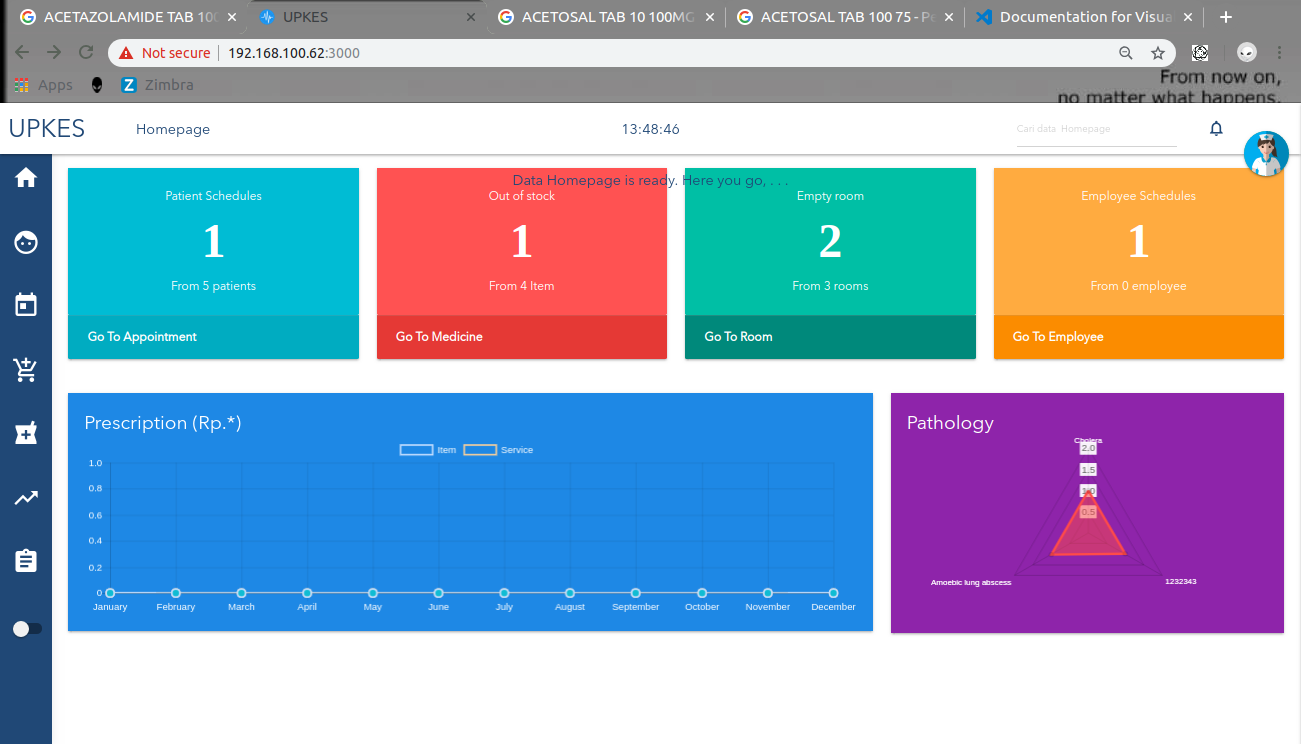 ACETAZOLAMIDE TAB 100
UPKES
ACETOSAL TAB 10 100MG
ACETOSAL TAB 100 75 - Pe
Documentation for Visua
Not secure
192.168.100.62:3000
Apps
Zimbra
From now on,
no matter what happens.
UPKES
Homepage
13:48:46
Cari data Homepage
Data Homepage is ready. Here you go, . . .
Patient Schedules
1
From 5 patients
Go To Appointment
Out of stock
1
From 4 Item
Go To Medicine
Empty room
2
From 3 rooms
Go To Room
Employee Schedules
1
From 0 employee
Go To Employee
Prescription (Rp.*)
Item
Service
1.0
0.8
0.6
0.4
0.2
0
January
February
March
April
May
June
July
August
September
October
November
December
Pathology
Cholera
2.0
1.5
1.0
0.5
Amoebic lung abscess
1232343